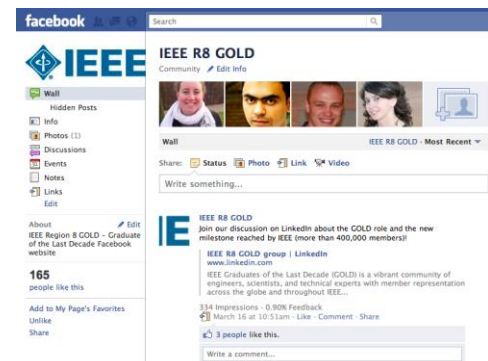 facebook
Search
IEEE
IEEE R8 GOLD
Community Edit Info
Wall
Hidden Posts
Info
Photos (1)
Discussions
Events
Notes
Links
Edit
About Edit
IEEE Region 8 GOLD - Graduate
of the Last Decade Facebook
website
165
people like this
Add to My Page's Favorites
Unlike
Share
Wall IEEE R8 GOLD · Most Recent
Share: Status Photo Link Video
Write something...
IE
IEEE R8 GOLD
Join our discussion on LinkedIn about the GOLD role and the new
milestone reached by IEEE (more than 400,000 members)!
IEEE R8 GOLD group | LinkedIn
www.linkedin.com
IEEE Graduates of the Last Decade (GOLD) is a vibrant community of
engineers, scientists, and technical experts with member representation
across the globe and throughout IEEE...
334 Impressions · 0.90% Feedback
March 16 at 10:51am · Like · Comment · Share
3 people like this.
Write a comment...